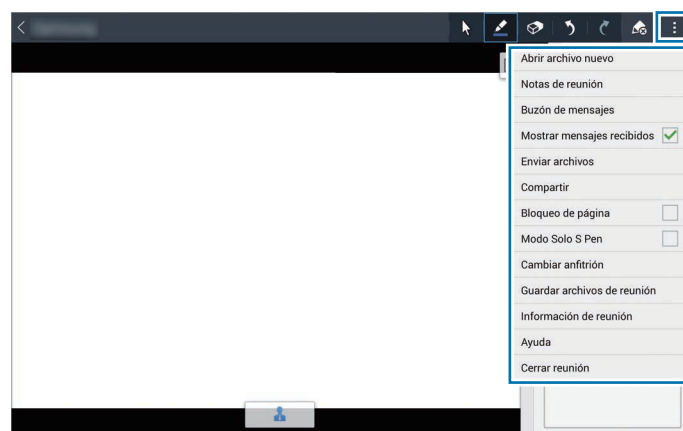 Abrir archivo nuevo
Notas de reunión
Buzón de mensajes
Mostrar mensajes recibidos
Enviar archivos
Compartir
Bloqueo de página
Modo Solo S Pen
Cambiar anfitrión
Guardar archivos de reunión
Información de reunión
Ayuda
Cerrar reunión